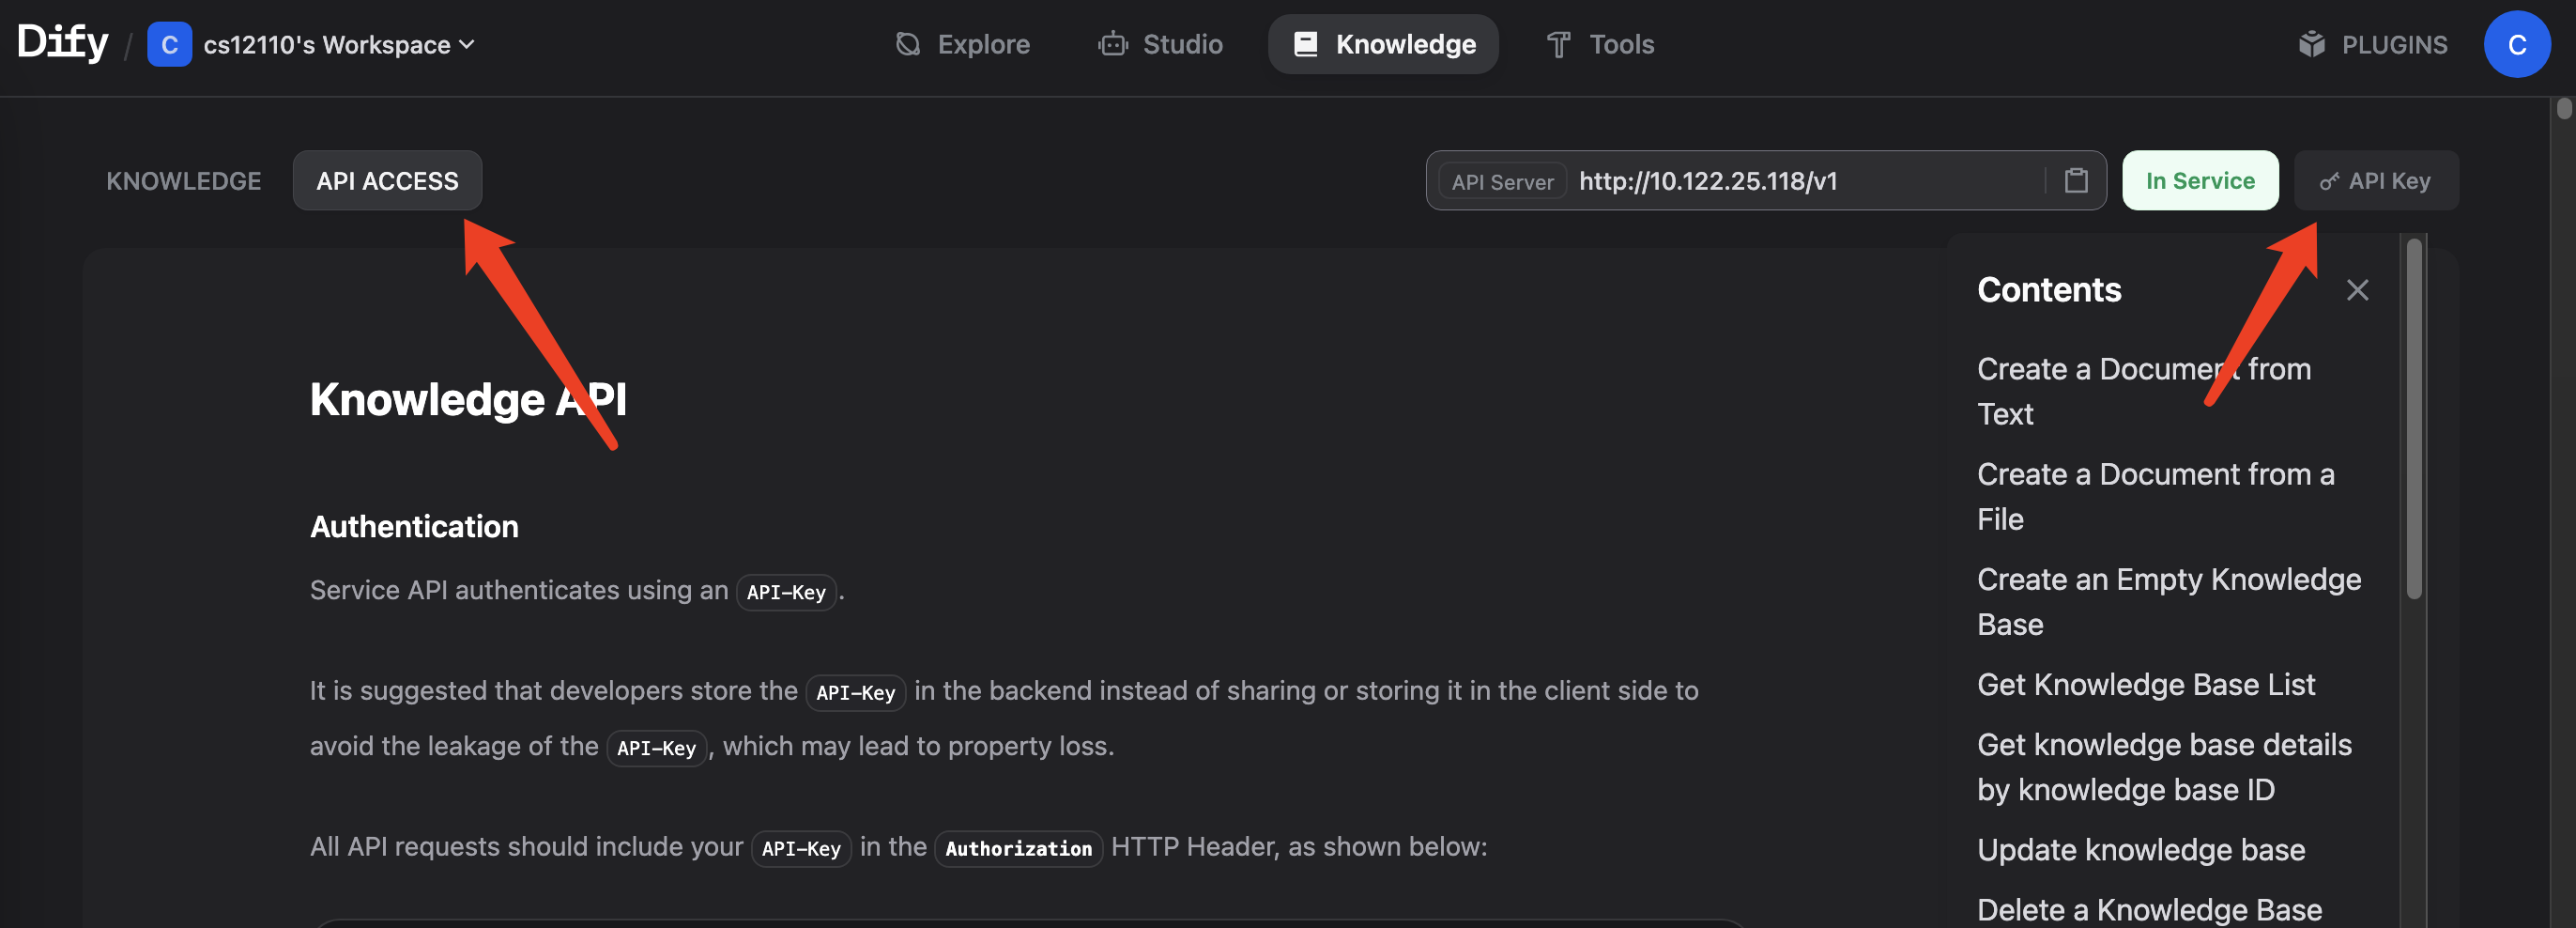 Dify / C cs12110's Workspace
Explore
Studio
Knowledge
Tools
PLUGINS
C
KNOWLEDGE
API ACCESS
API Server http://10.122.25.118/v1
In Service
API Key
Knowledge API
Authentication
Service API authenticates using an API-Key.
It is suggested that developers store the API-Key in the backend instead of sharing or storing it in the client side to
avoid the leakage of the API-Key, which may lead to property loss.
All API requests should include your API-Key in the Authorization HTTP Header, as shown below:
Contents
Create a Document from
Text
Create a Document from a
File
Create an Empty Knowledge
Base
Get Knowledge Base List
Get knowledge base details
by knowledge base ID
Update knowledge base
Delete a Knowledge Base